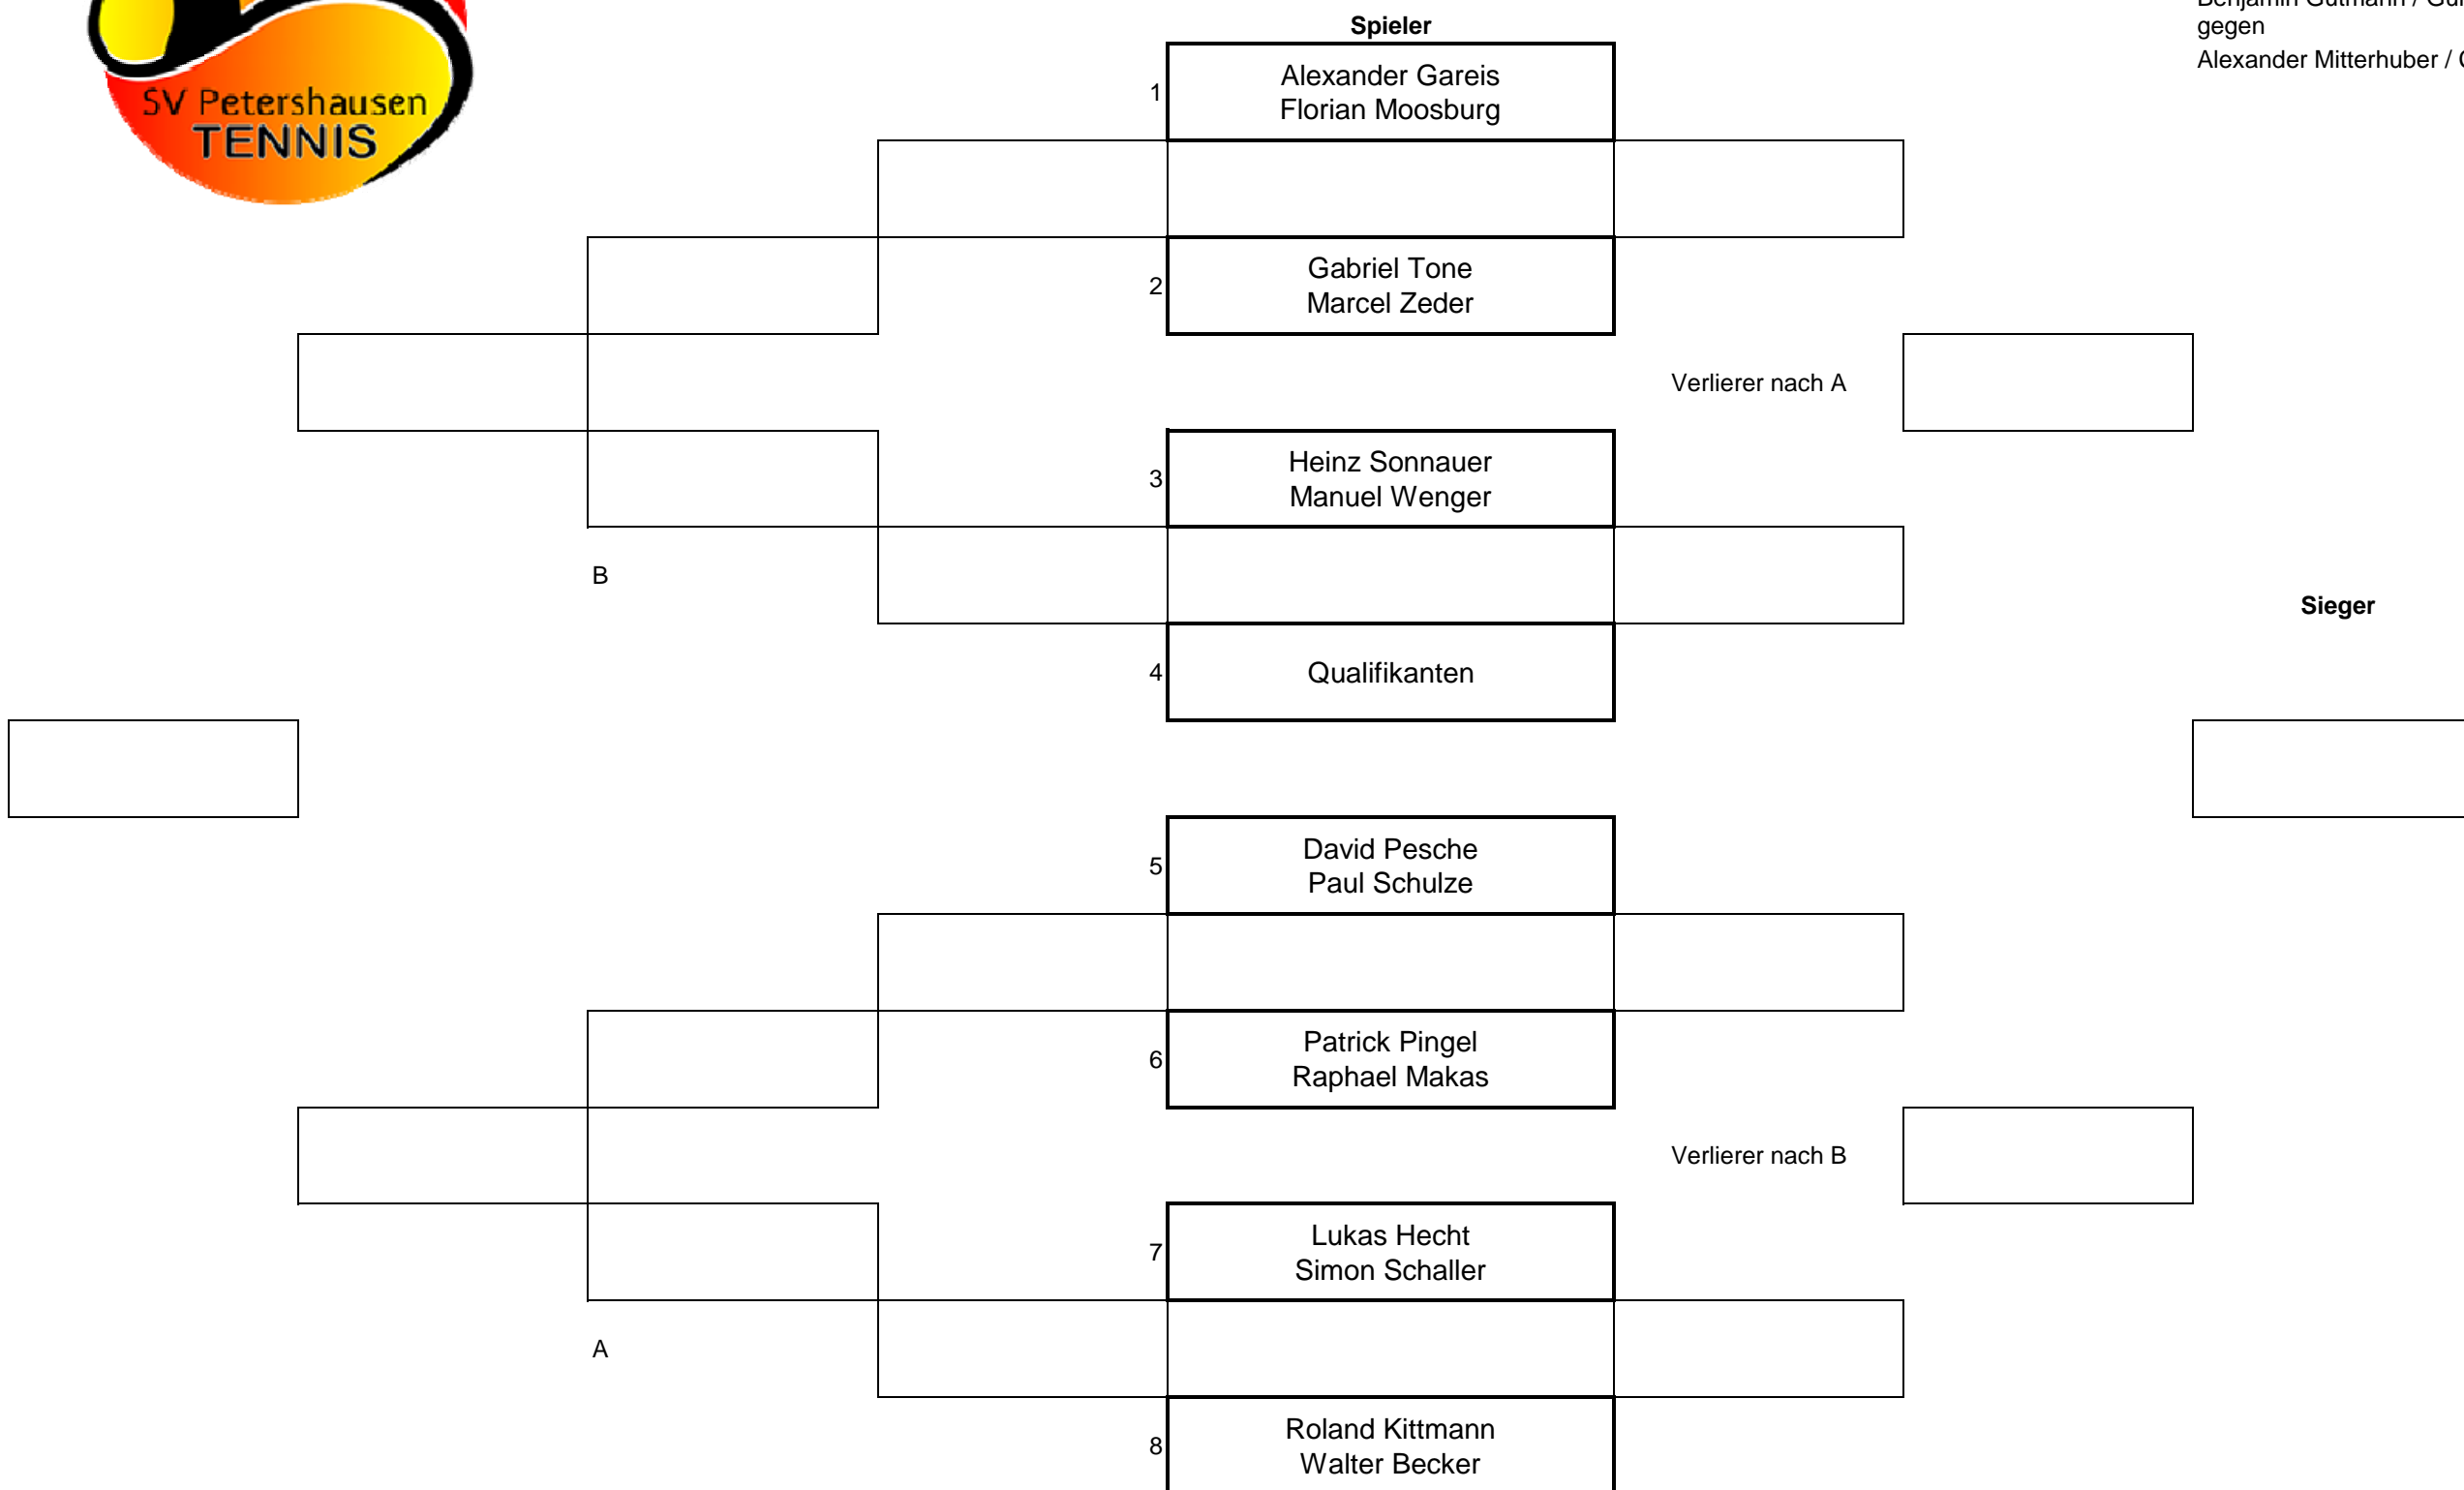 Benjamin Gutmann /
gegen
Alexander Mitterhuber /
SV Petershausen
TENNIS
Spieler
1
Alexander Gareis
Florian Moosburg
2
Gabriel Tone
Marcel Zeder
Verlierer nach A
3
Heinz Sonnauer
Manuel Wenger
B
Sieger
4
Qualifikanten
5
David Pesche
Paul Schulze
6
Patrick Pingel
Raphael Makas
Verlierer nach B
7
Lukas Hecht
Simon Schaller
A
8
Roland Kittmann
Walter Becker